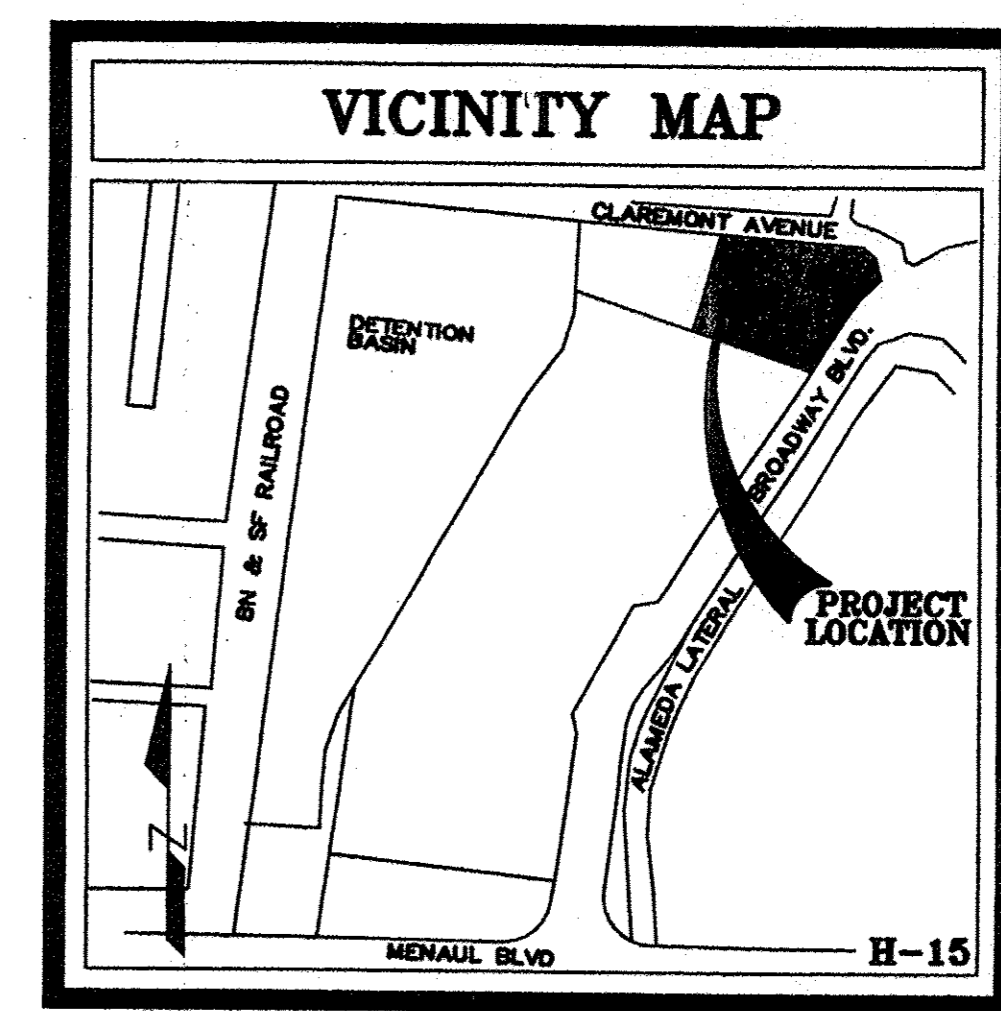 VICINITY MAP
CLAREMONT AVENUE
DETENTION
BASIN
BN & SF RAILROAD
BROADWAY BLVD.
PROJECT
LOCATION
ALAMEDA LATERAL
N
MENAUL BLVD
H-15